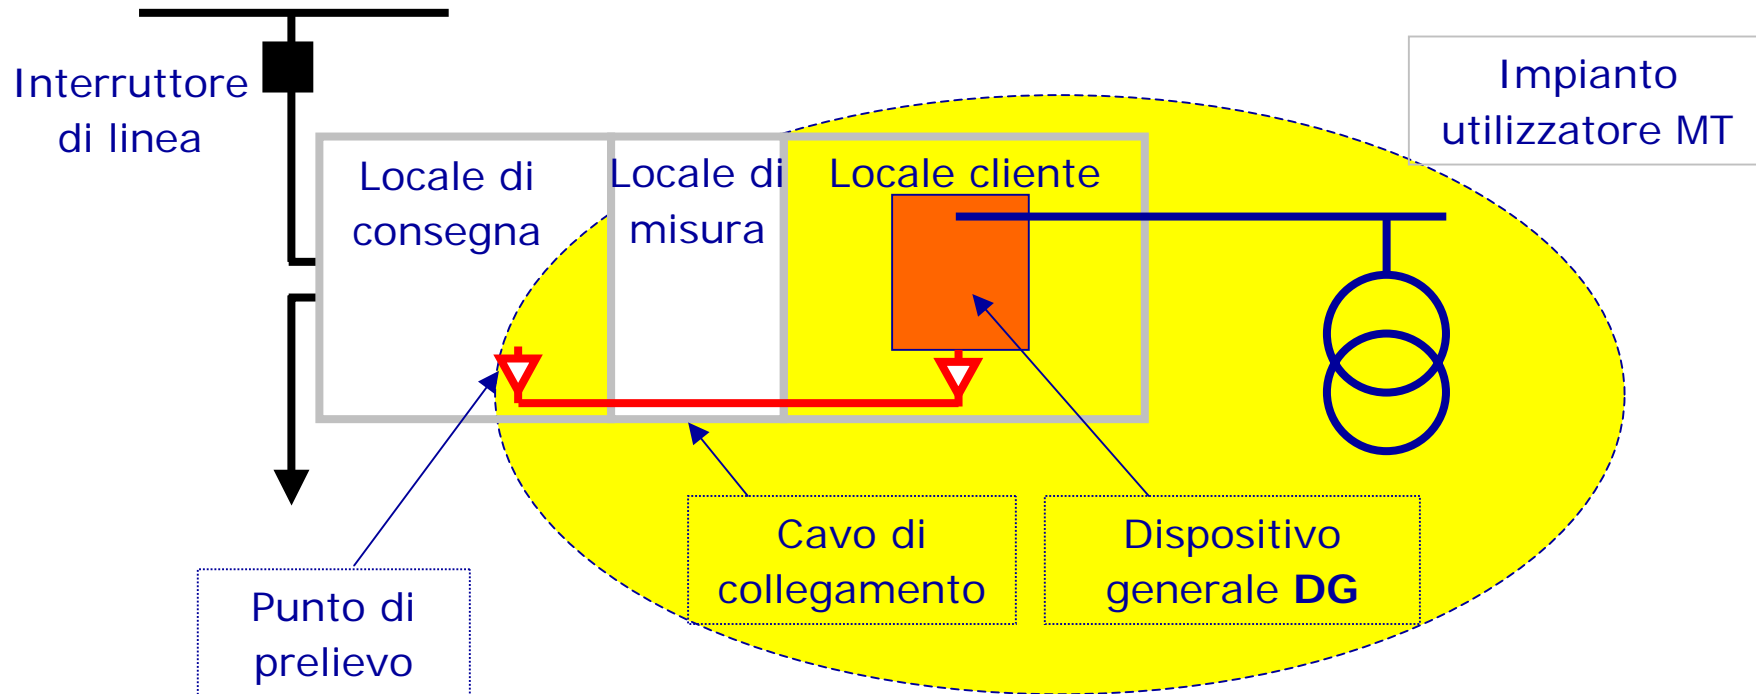 Interruttore
di linea
Impianto
utilizzatore MT
Locale di
consegna
Locale di
misura
Locale cliente
Cavo di
collegamento
Dispositivo
generale DG
Punto di
prelievo